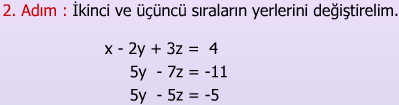 2. Adım : İkinci ve üçüncü sıraların yerlerini değiştirelim.
x - 2y + 3z = 4
5y - 7z = -11
5y - 5z = -5